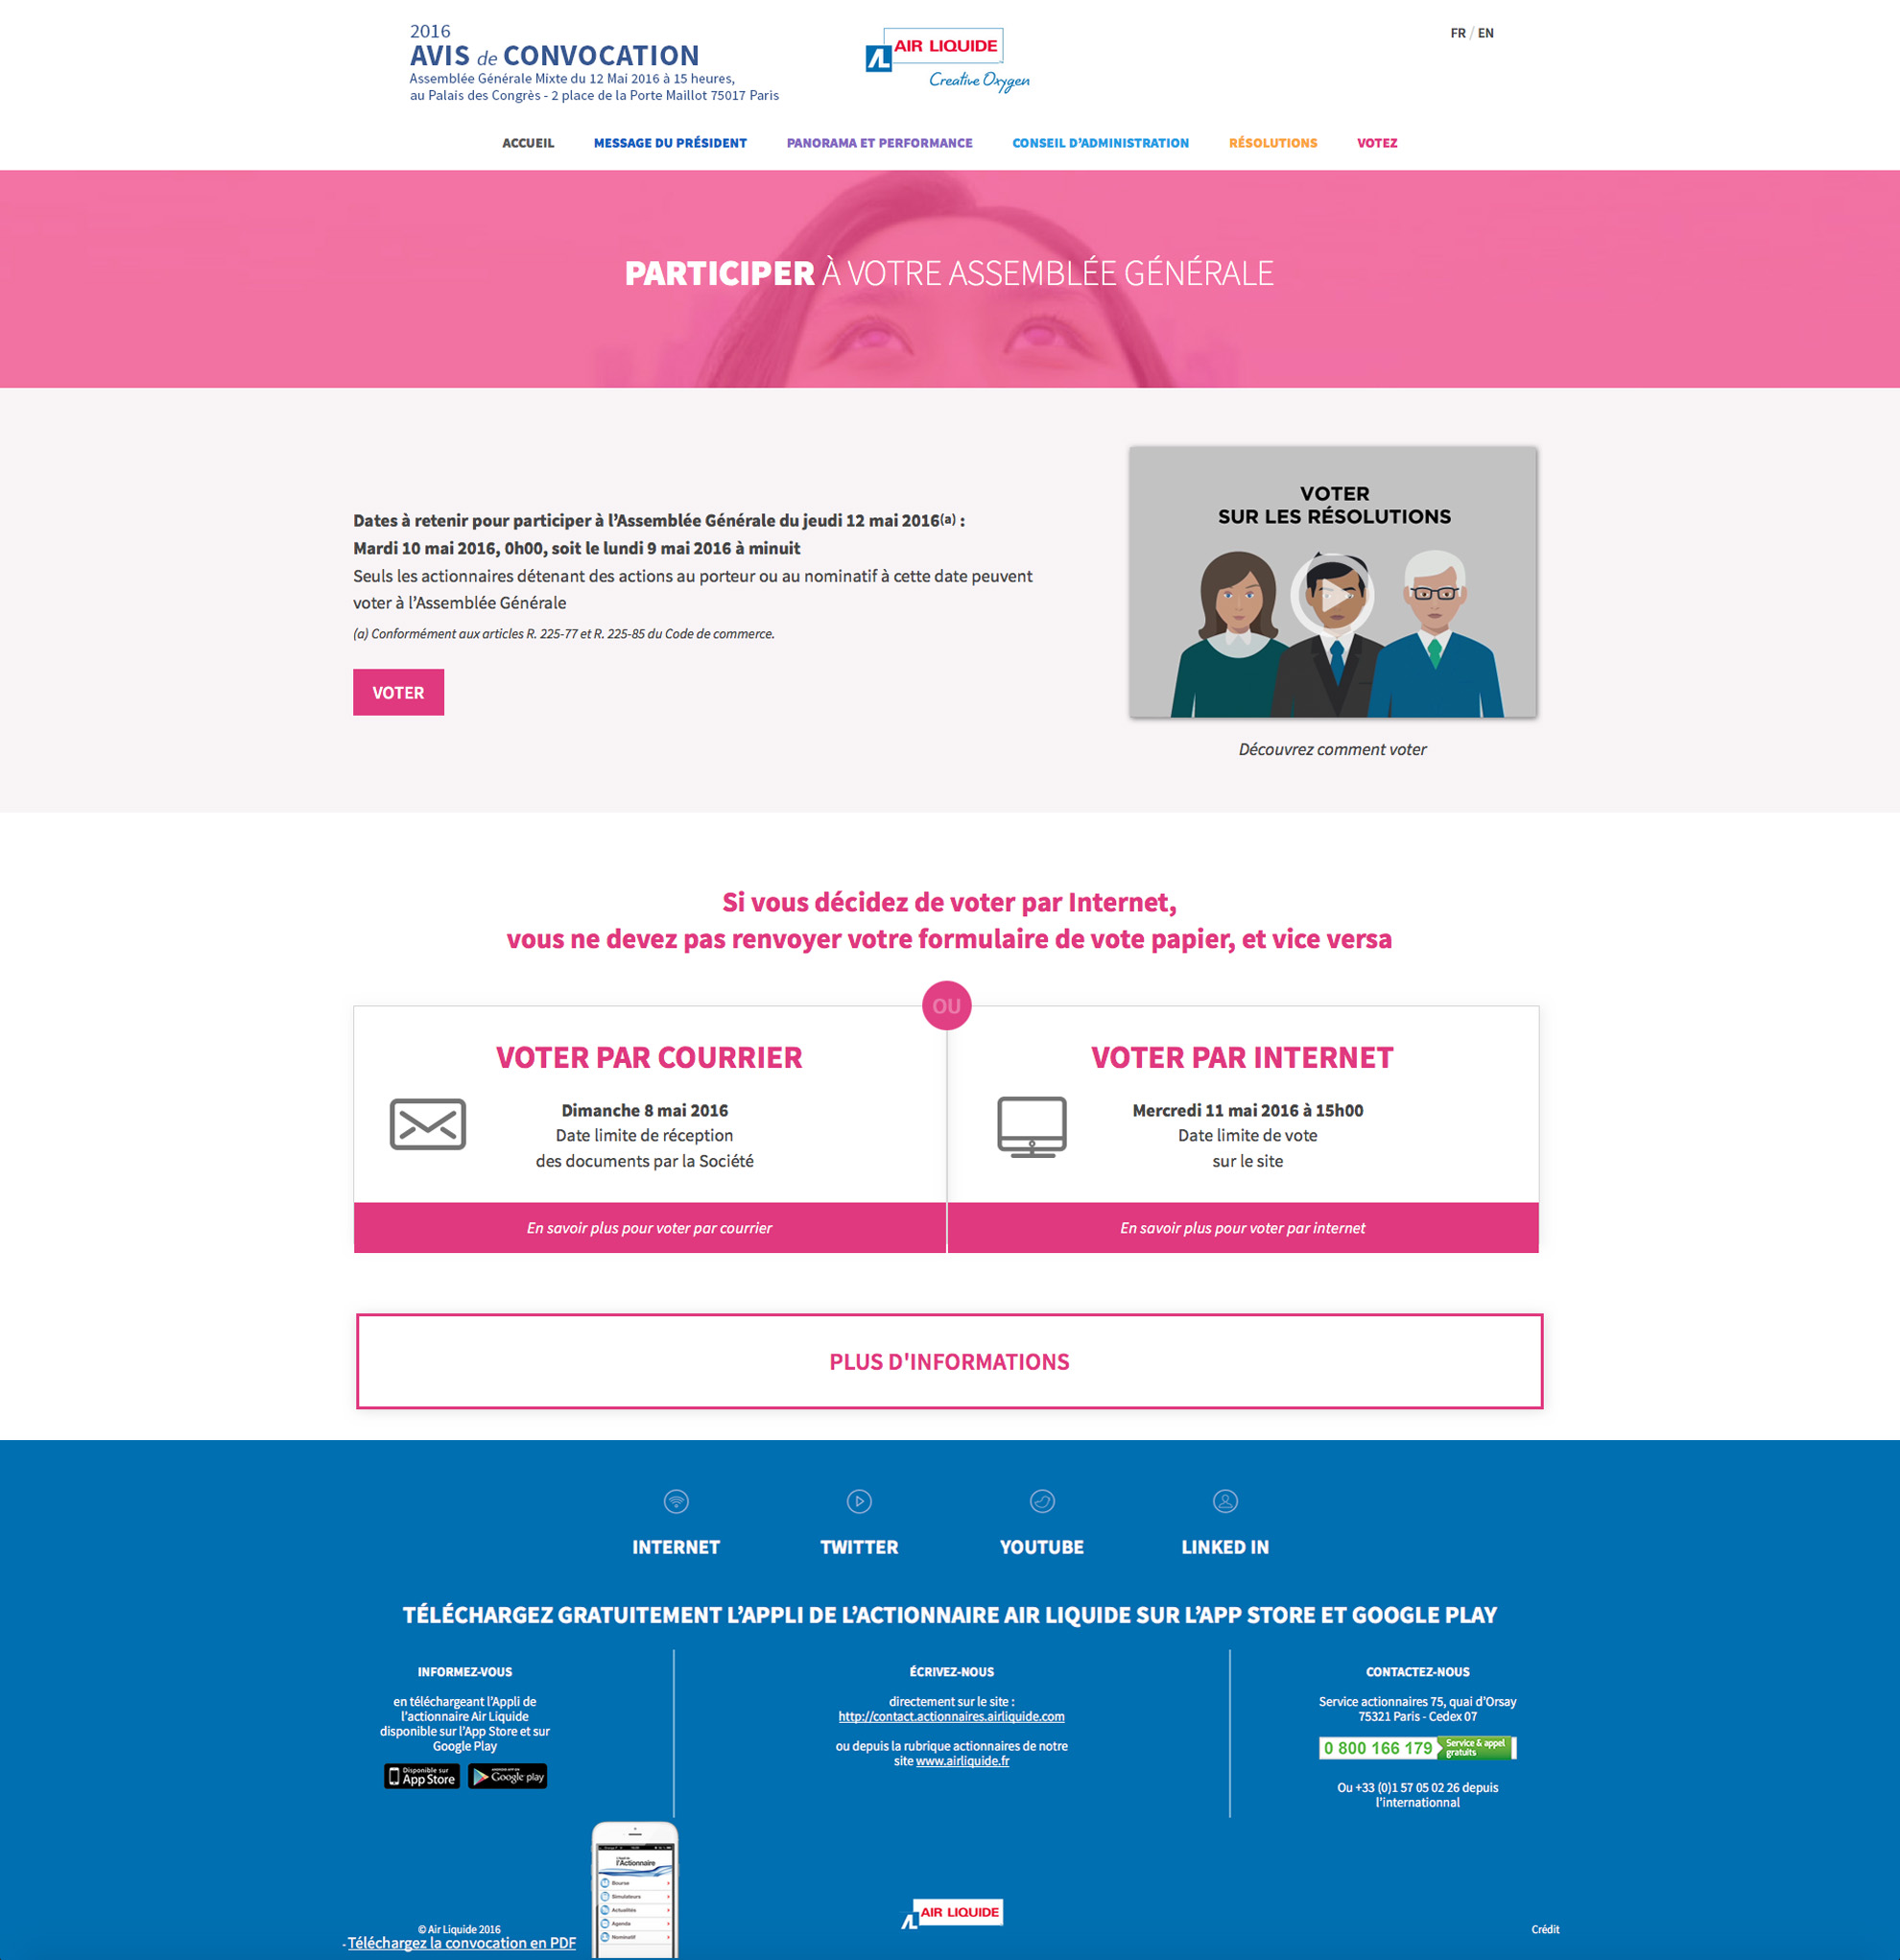 2016
AVIS de CONVOCATION
Assemblée Générale Mixte du 12 Mai 2016 à 15 heures,
au Palais des Congrès - 2 place de la Porte Maillot 75017 Paris
AIR LIQUIDE
Creative Oxygen
FR / EN
ACCUEIL
MESSAGE DU PRÉSIDENT
PANORAMA ET PERFORMANCE
CONSEIL D'ADMINISTRATION
RÉSOLUTIONS
VOTEZ
PARTICIPER À VOTRE ASSEMBLÉE GÉNÉRALE
Dates à retenir pour participer à l'Assemblée Générale du jeudi 12 mai 2016(a) :
Mardi 10 mai 2016, 0h00, soit le lundi 9 mai 2016 à minuit
Seuls les actionnaires détenant des actions au porteur ou au nominatif à cette date peuvent
voter à l'Assemblée Générale
(a) Conformément aux articles R. 225-77 et R. 225-85 du Code de commerce.
VOTER
VOTER
SUR LES RÉSOLUTIONS
Découvrez comment voter
Si vous décidez de voter par Internet,
vous ne devez pas renvoyer votre formulaire de vote papier, et vice versa
OU
VOTER PAR COURRIER
Dimanche 8 mai 2016
Date limite de réception
des documents par la Société
En savoir plus pour voter par courrier
VOTER PAR INTERNET
Mercredi 11 mai 2016 à 15h00
Date limite de vote
sur le site
En savoir plus pour voter par internet
PLUS D'INFORMATIONS
INTERNET
TWITTER
YOUTUBE
LINKED IN
TÉLÉCHARGEZ GRATUITEMENT L'APPLI DE L'ACTIONNAIRE AIR LIQUIDE SUR L'APP STORE ET GOOGLE PLAY
INFORMEZ-VOUS
en téléchargeant l'Appli de
l'actionnaire Air Liquide
disponible sur l'App Store et sur
Google Play
Disponible sur
App Store
ANDROID APP ON
Google play
ÉCRIVEZ-NOUS
directement sur le site :
http://contact.actionnaires.airliquide.com
ou depuis la rubrique actionnaires de notre
site www.airliquide.fr
CONTACTEZ-NOUS
Service actionnaires 75, quai d'Orsay
75321 Paris - Cedex 07
0 800 166 179
Service & appel
gratuits
Ou +33 (0)1 57 05 02 26 depuis
l'internationnal
l'Actionnaire
Bourse
Simulateurs
Actualités
Agenda
Nominatif
AIR LIQUIDE
© Air Liquide 2016
- Téléchargez la convocation en PDF
Crédit